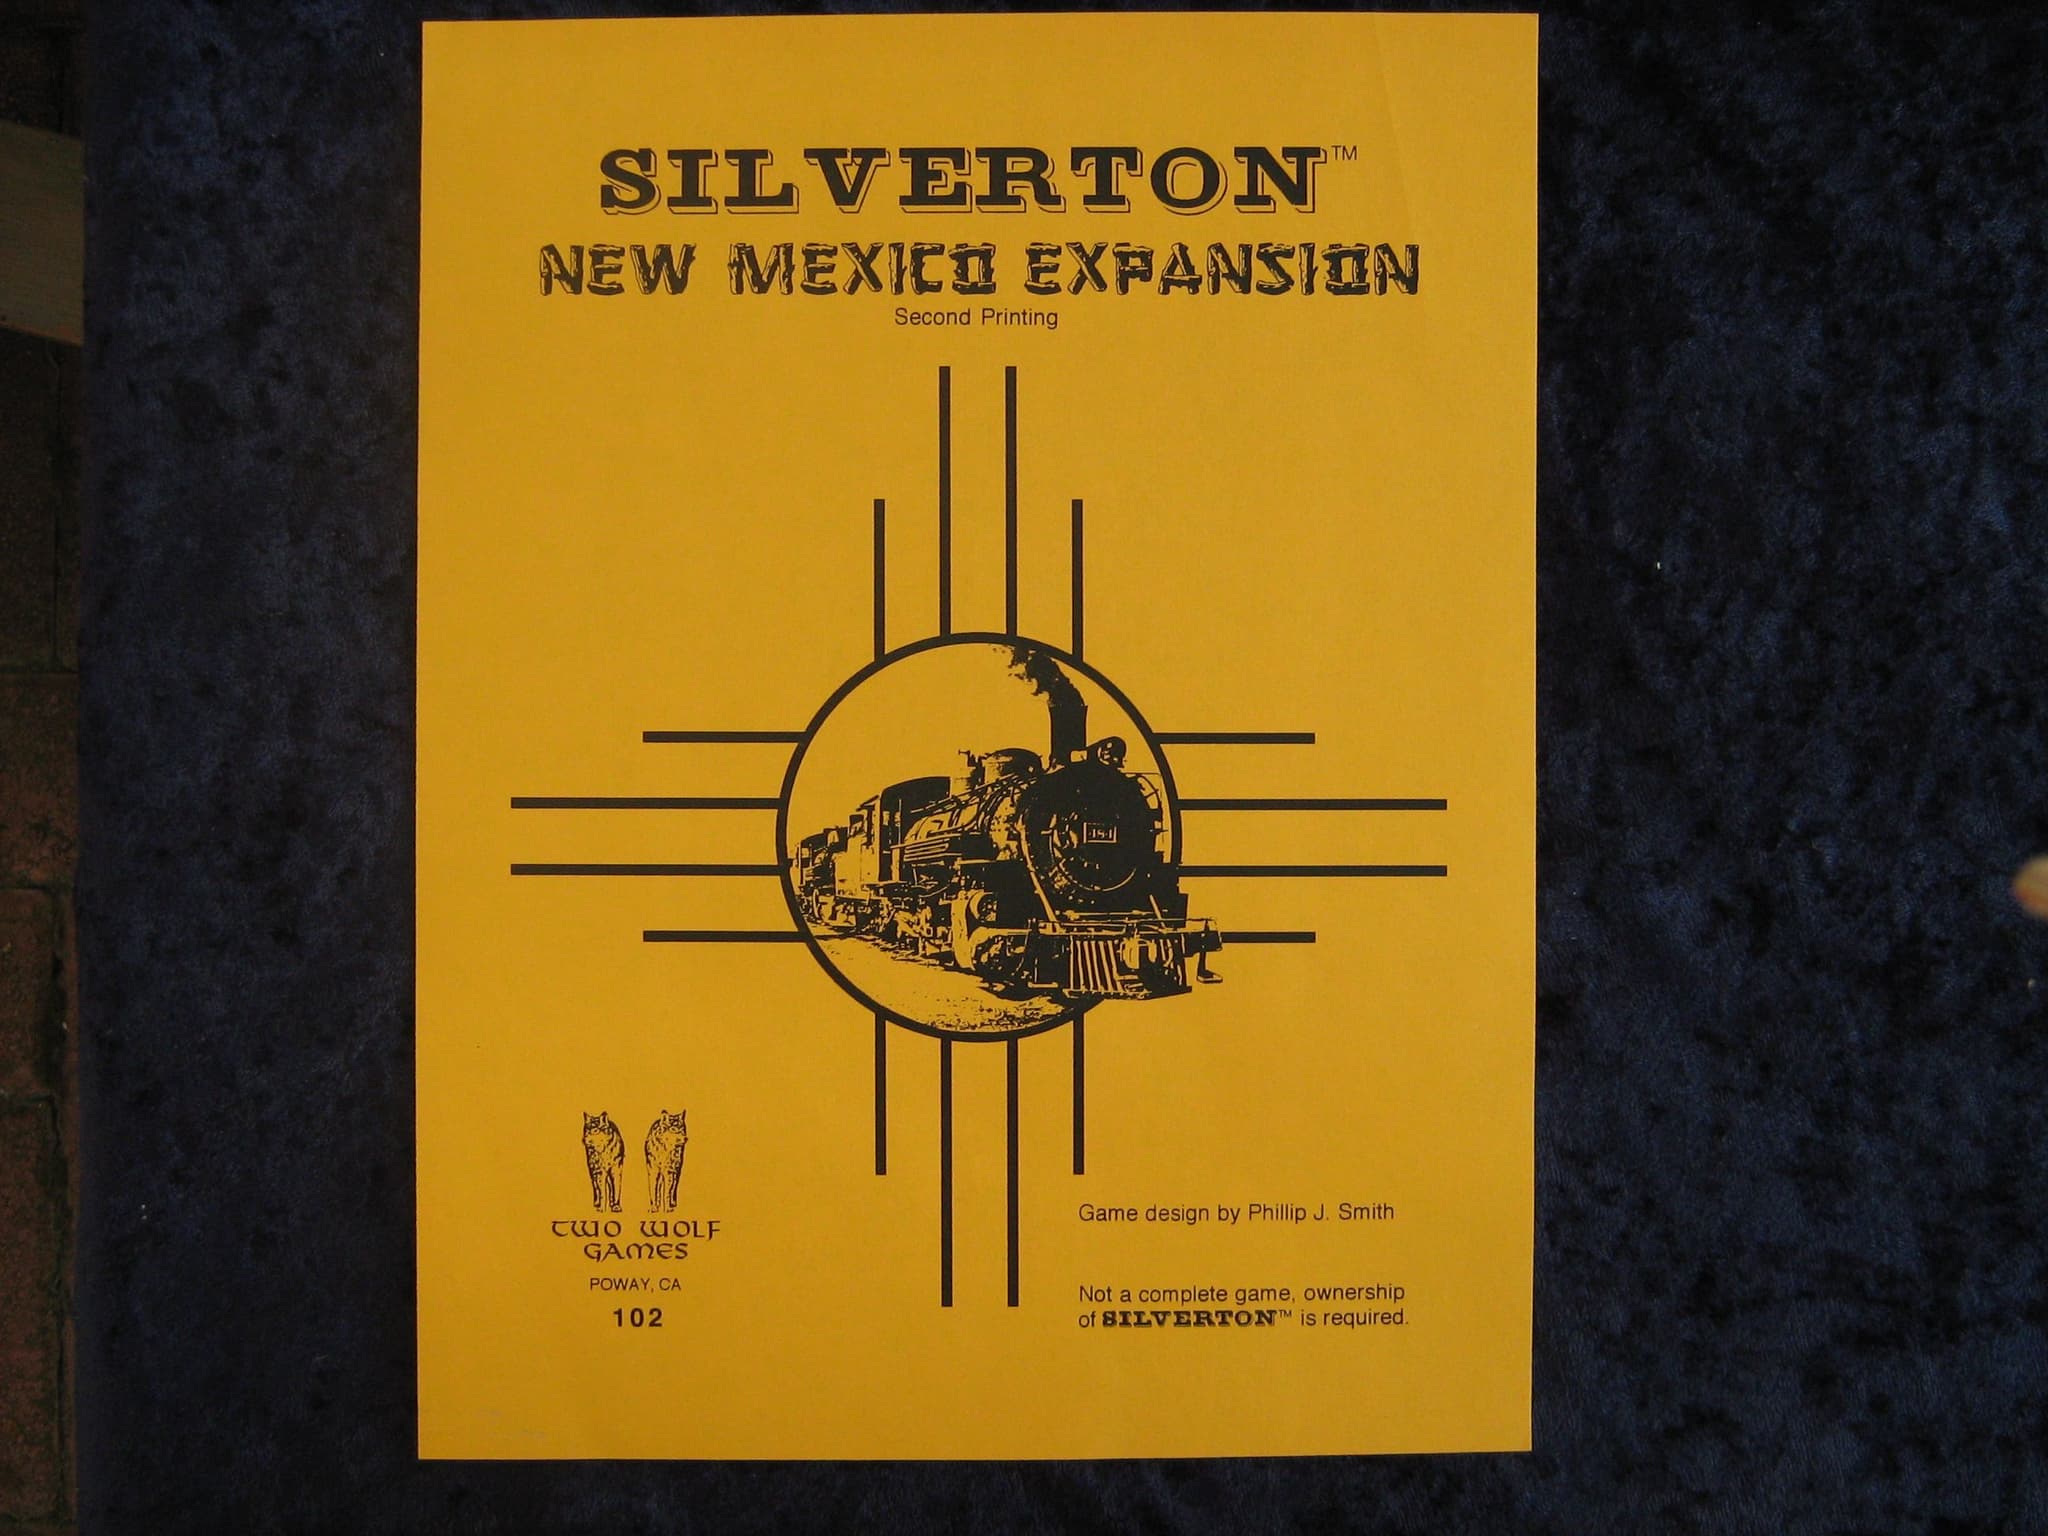 SILVERTON™
NEW MEXICO EXPANSION
Second Printing
TWO WOLF
GAMES
POWAY, CA
102
Game design by Phillip J. Smith
Not a complete game, ownership
of SILVERTON™ is required.